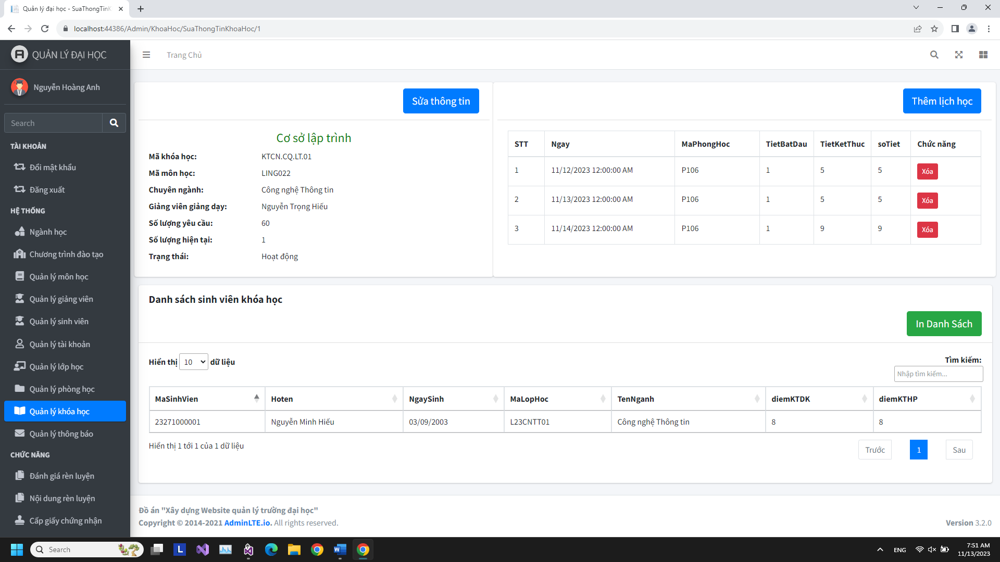 Quản lý đại học - SuaThongTinK
localhost:44386/Admin/KhoaHoc/SuaThongTinKhoaHoc/1
QUẢN LÝ ĐẠI HỌC
Nguyễn Hoàng Anh
Search
TÀI KHOẢN
Đổi mật khẩu
Đăng xuất
HỆ THỐNG
Ngành học
Chương trình đào tạo
Quản lý môn học
Quản lý giảng viên
Quản lý sinh viên
Quản lý tài khoản
Quản lý lớp học
Quản lý phòng học
Quản lý khóa học
Quản lý thông báo
CHỨC NĂNG
Đánh giá rèn luyện
Nội dung rèn luyện
Cấp giấy chứng nhận
Trang Chủ
Sửa thông tin
Cơ sở lập trình
Mã khóa học: KTCN.CQ.LT.01
Mã môn học: LING022
Chuyên ngành: Công nghệ Thông tin
Giảng viên giảng dạy: Nguyễn Trọng Hiếu
Số lượng yêu cầu: 60
Số lượng hiện tại: 1
Trạng thái: Hoạt động
Thêm lịch học
STT Ngay MaPhongHoc TietBatDau TietKetThuc soTiet Chức năng
1 11/12/2023 12:00:00 AM P106 1 5 5 Xóa
2 11/13/2023 12:00:00 AM P106 1 5 5 Xóa
3 11/14/2023 12:00:00 AM P106 1 9 9 Xóa
Danh sách sinh viên khóa học
In Danh Sách
Hiển thị 10 dữ liệu
Tìm kiếm:
Nhập tìm kiếm...
MaSinhVien Hoten NgaySinh MaLopHoc TenNganh diemKTDK diemKTHP
23271000001 Nguyễn Minh Hiếu 03/09/2003 L23CNTT01 Công nghệ Thông tin 8 8
Hiển thị 1 tới 1 của 1 dữ liệu
Trước 1 Sau
Đồ án "Xây dựng Website quản lý trường đại học"
Copyright © 2014-2021 AdminLTE.io. All rights reserved.
Version 3.2.0
Search
L
W
ENG
7:51 AM
11/13/2023